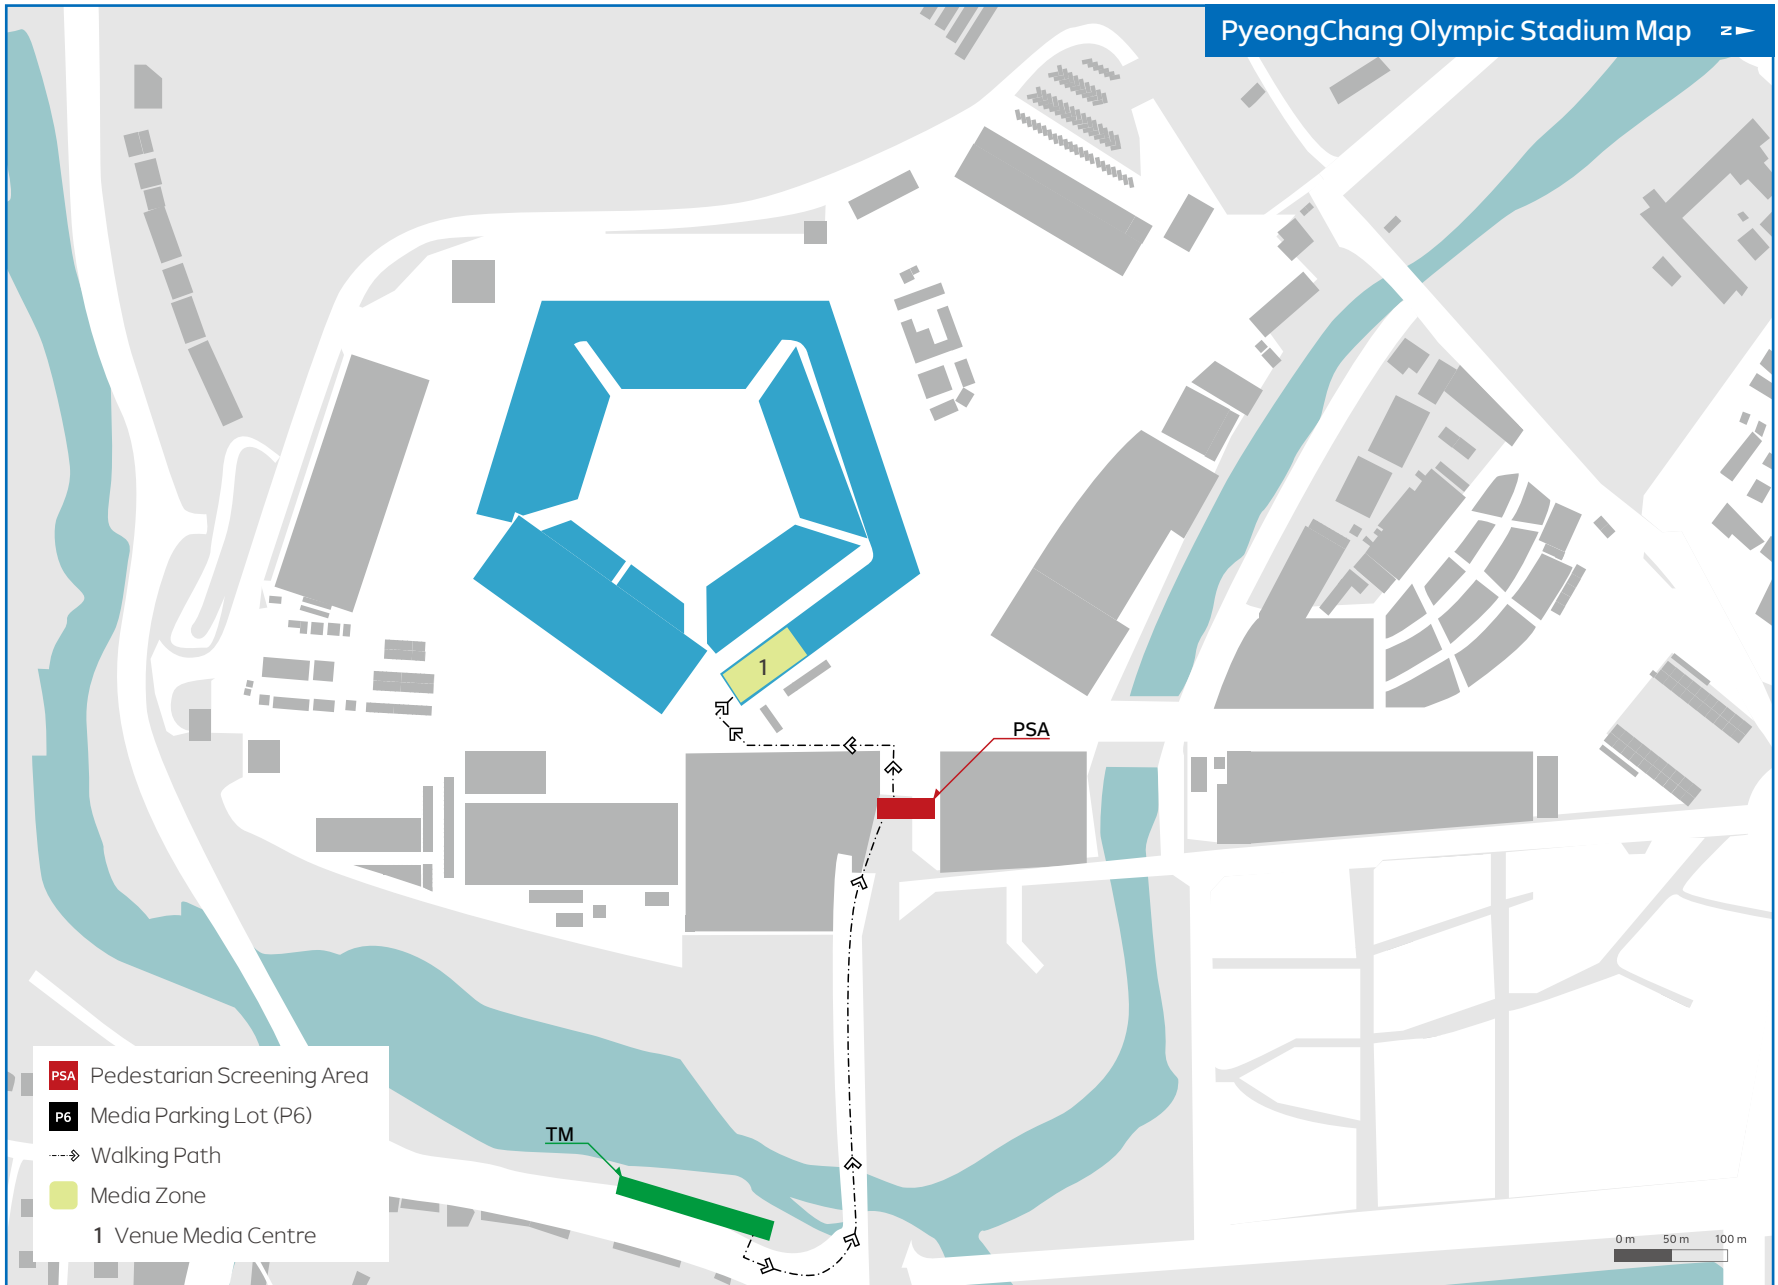 PyeongChang Olympic Stadium Map
N
1
PSA
TM
PSA Pedestarian Screening Area
P6 Media Parking Lot (P6)
Walking Path
Media Zone
1 Venue Media Centre
0 m 50 m 100 m